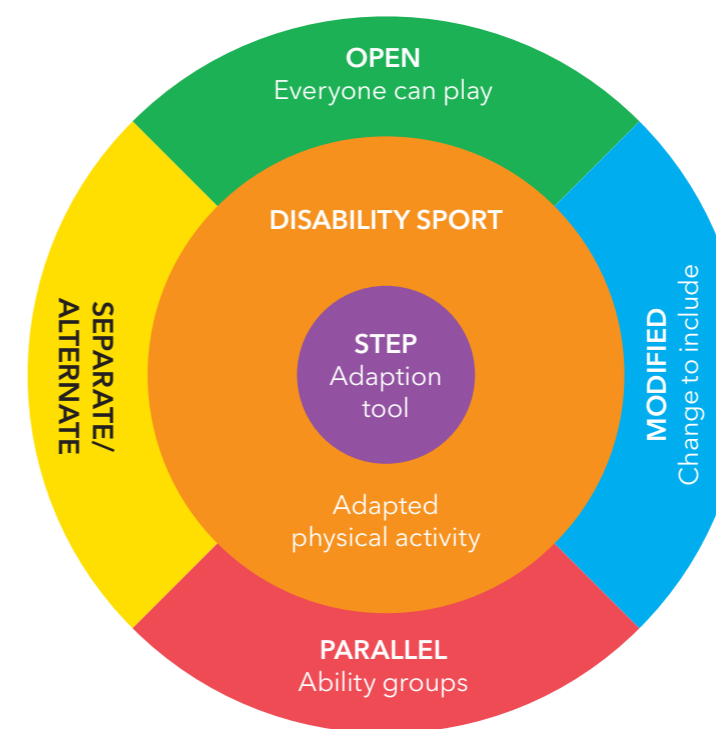 OPEN
Everyone can play
DISABILITY SPORT
SEPARATE/
ALTERNATE
STEP
Adaption
tool
MODIFIED
Change to include
Adapted
physical activity
PARALLEL
Ability groups